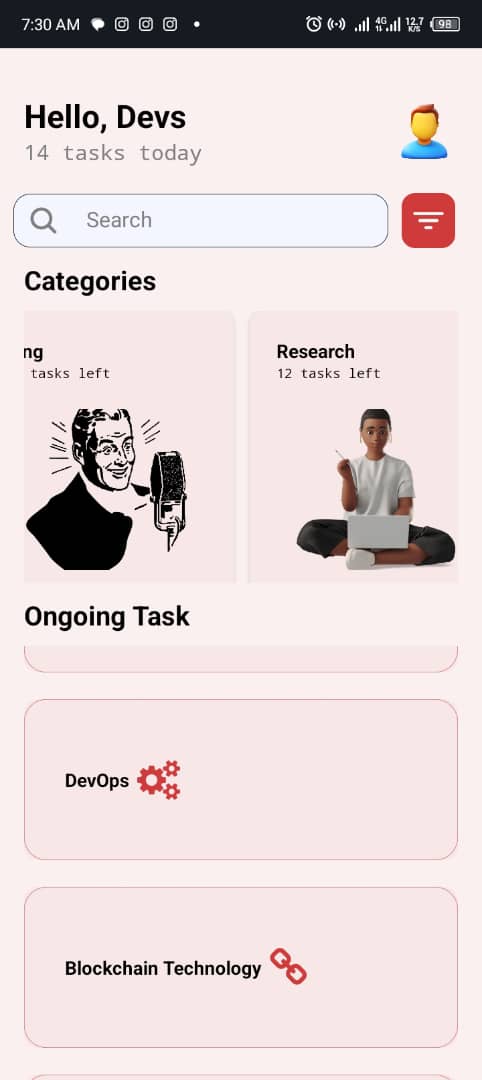 7:30 AM
4G
12.7
K/S
98
Hello, Devs
14 tasks today
Search
Categories
ng
tasks left
Research
12 tasks left
Ongoing Task
DevOps
Blockchain Technology